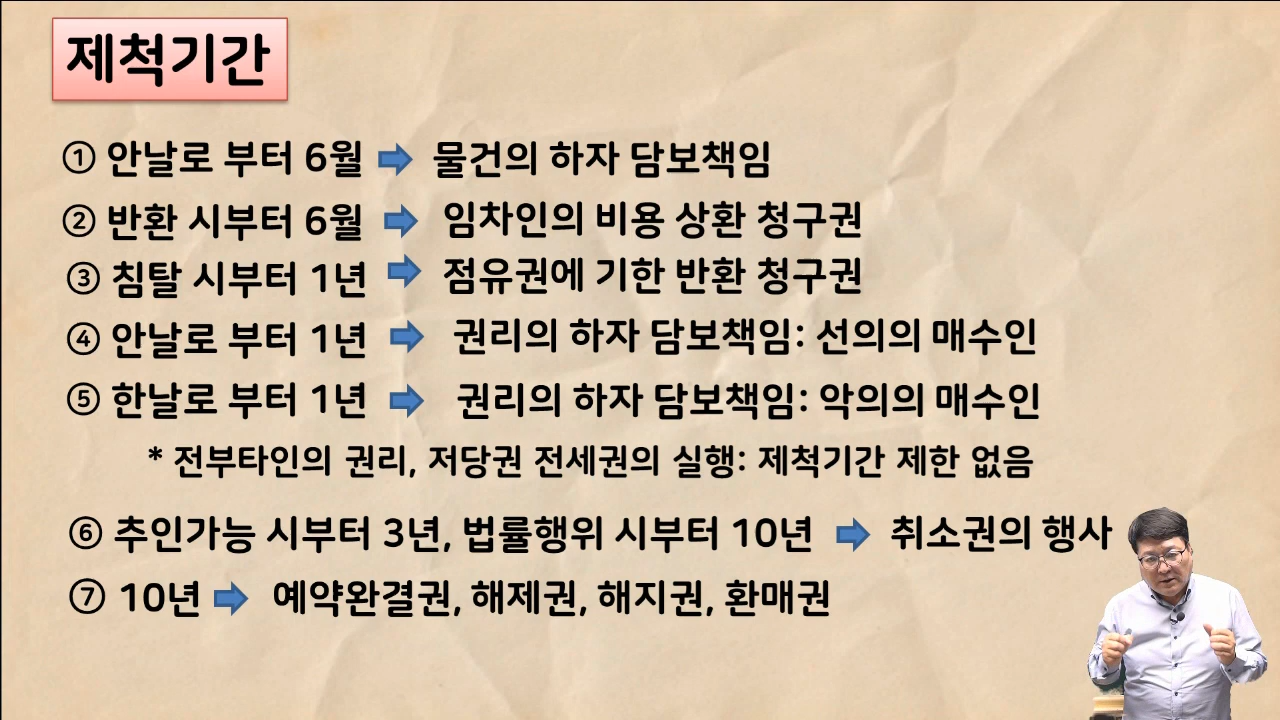 제척기간
① 안날로 부터 6월 ➡ 물건의 하자 담보책임
② 반환 시부터 6월 ➡ 임차인의 비용 상환 청구권
③ 침탈 시부터 1년 ➡ 점유권에 기한 반환 청구권
④ 안날로 부터 1년 ➡ 권리의 하자 담보책임: 선의의 매수인
⑤ 한날로 부터 1년 ➡ 권리의 하자 담보책임: 악의의 매수인
* 전부타인의 권리, 저당권 전세권의 실행: 제척기간 제한 없음
⑥ 추인가능 시부터 3년, 법률행위 시부터 10년 ➡ 취소권의 행사
⑦ 10년 ➡ 예약완결권, 해제권, 해지권, 환매권